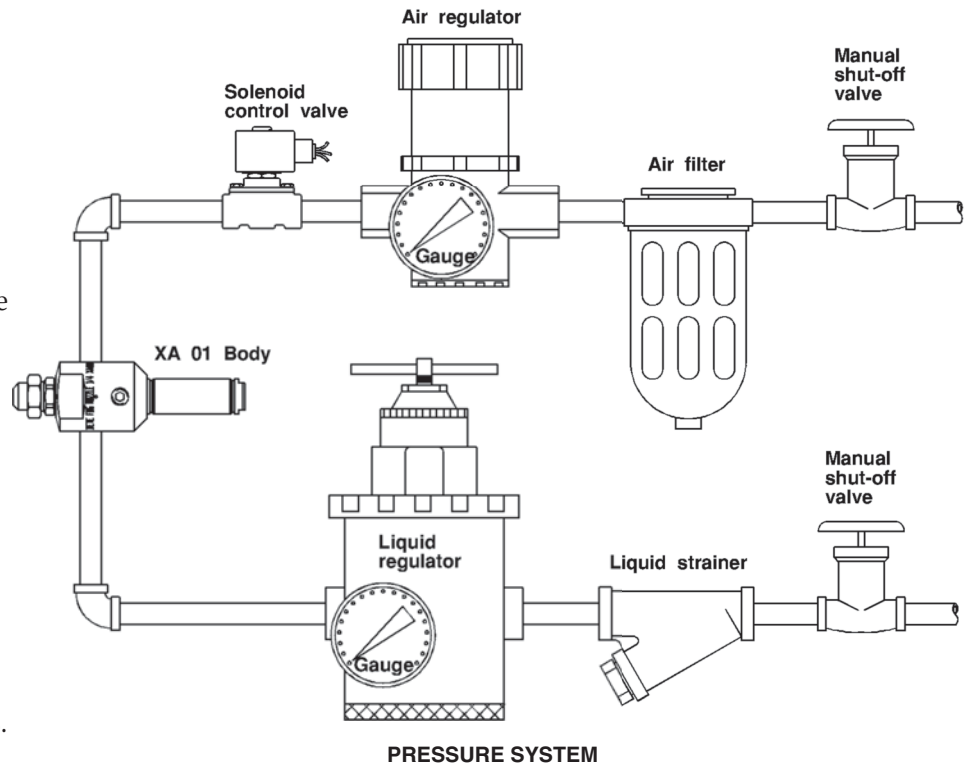 Air regulator
Manual
shut-off
valve
Solenoid
control valve
Air filter
Gauge
e
XA 01 Body
Manual
shut-off
valve
Liquid
regulator
Liquid strainer
Gauge
.
PRESSURE SYSTEM